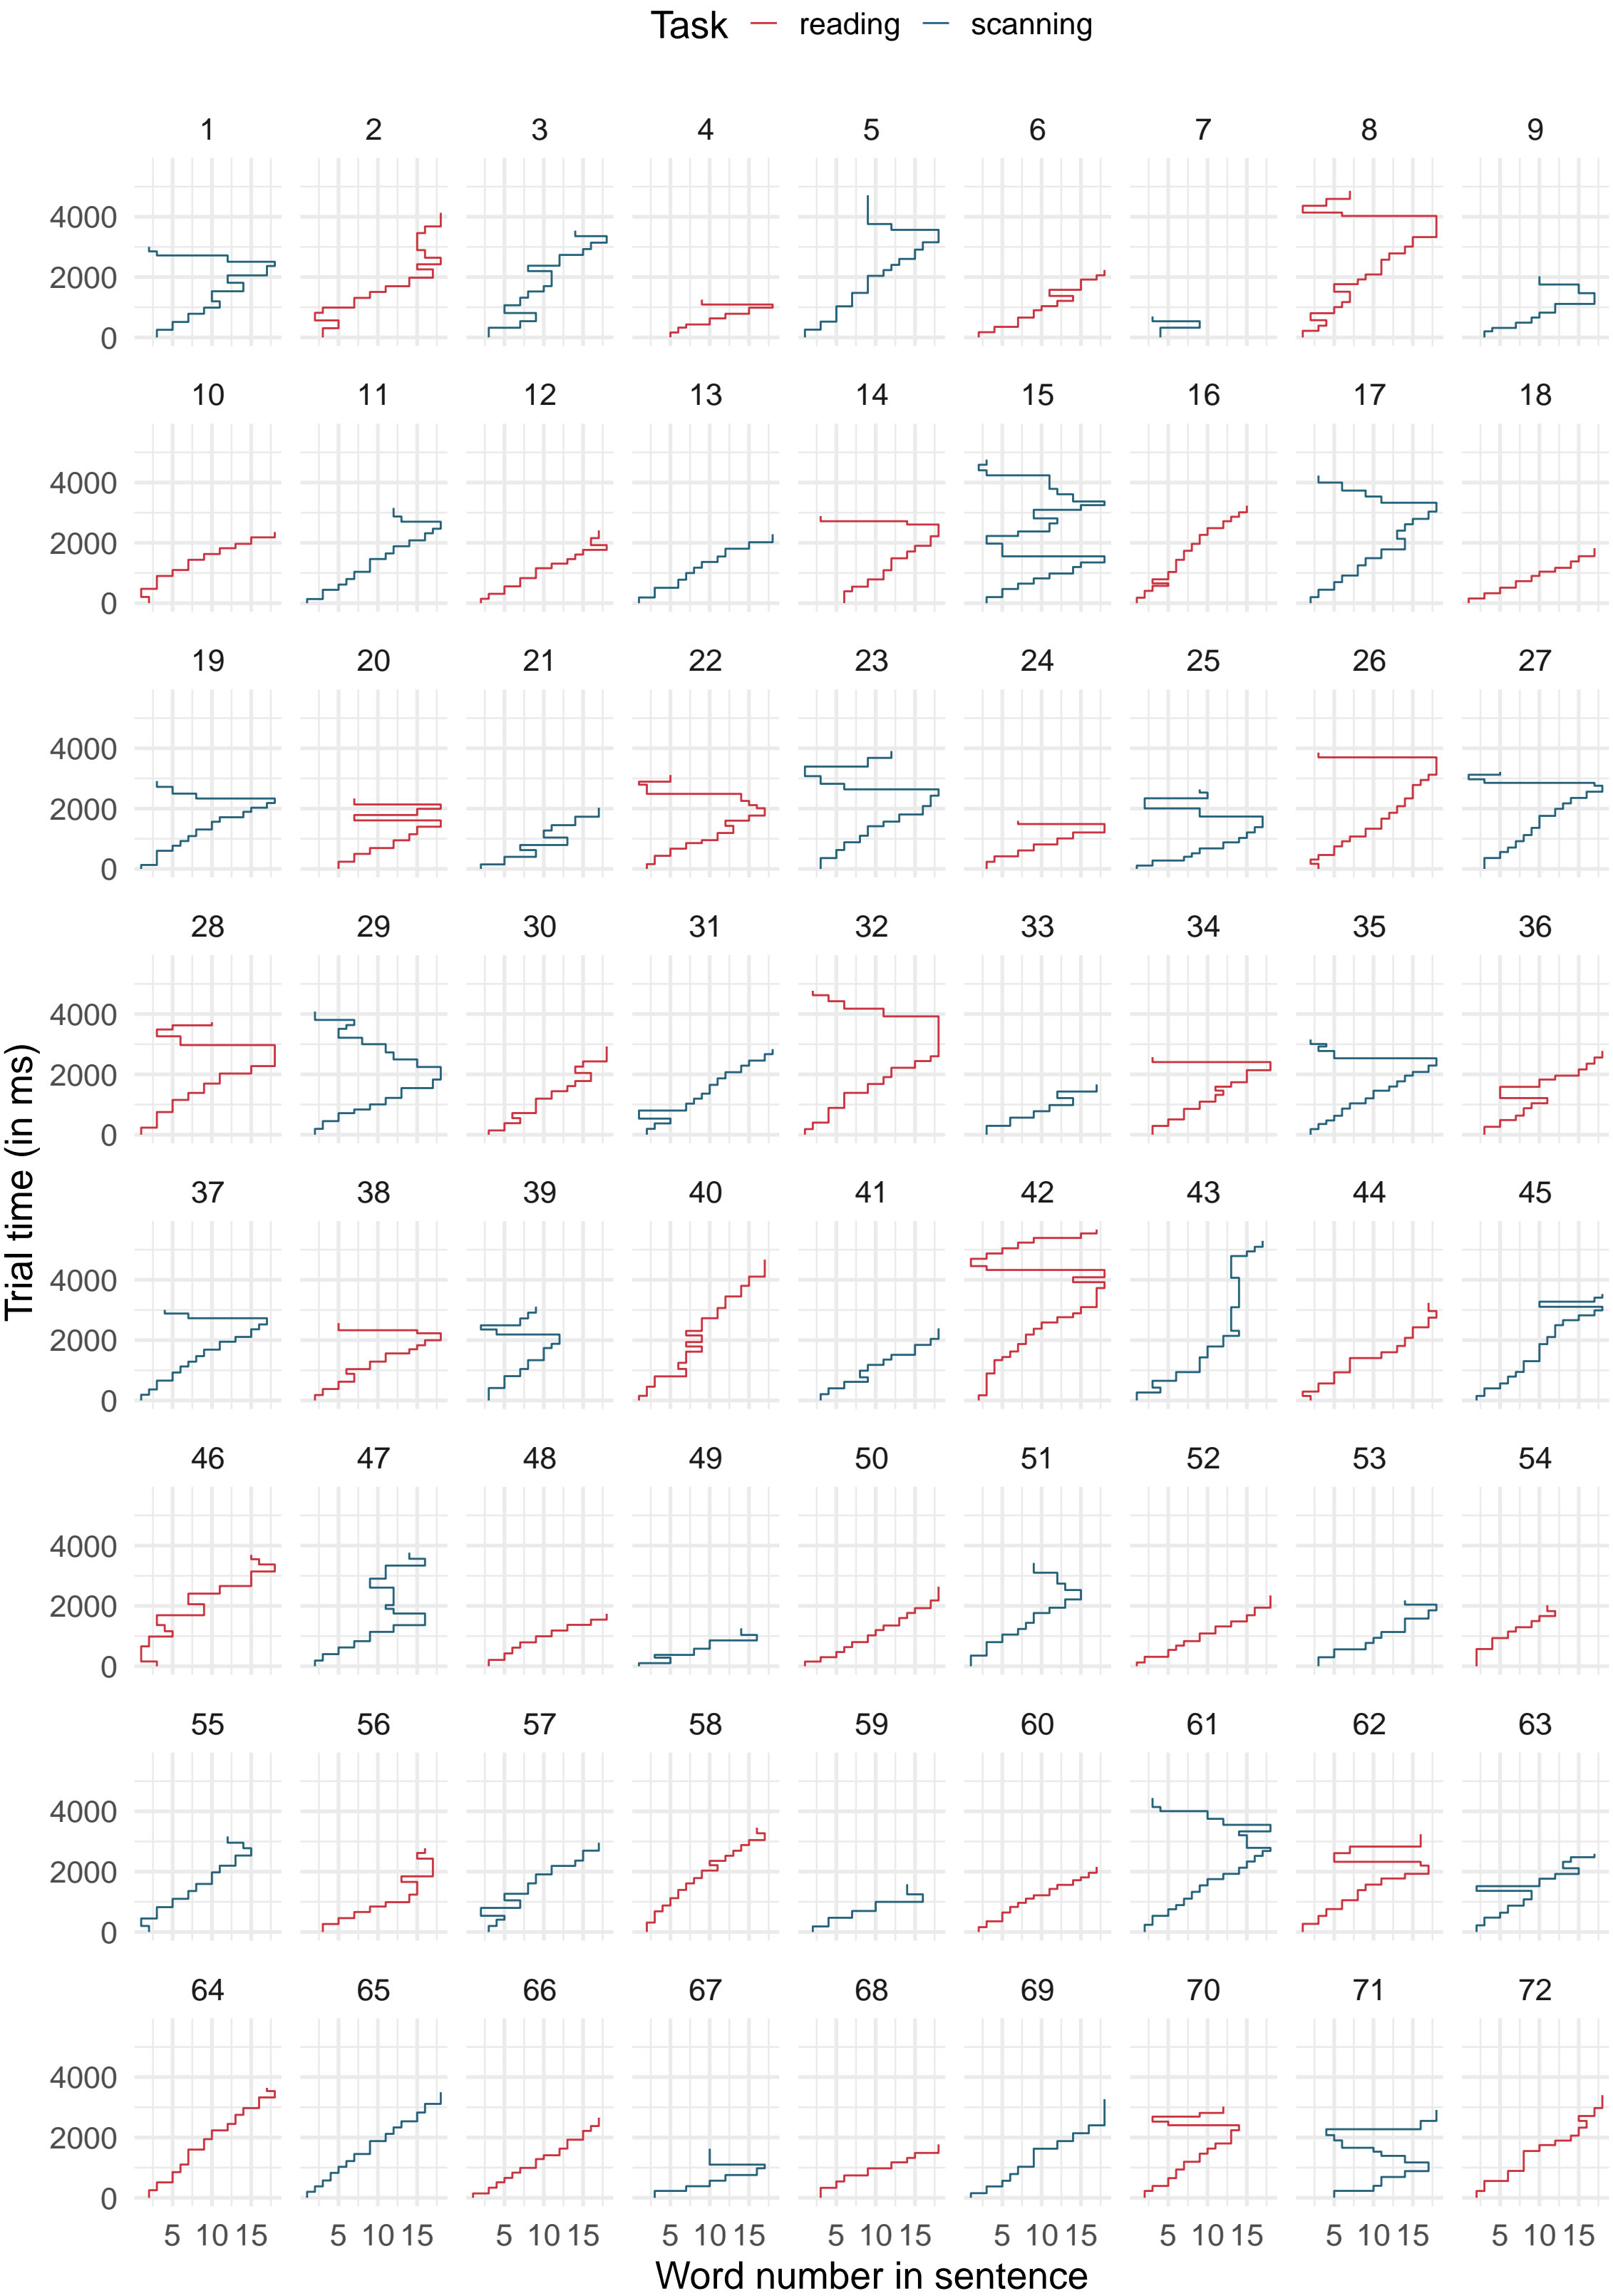 Task reading scanning
1 2 3 4 5 6 7 8 9
4000
2000
0
10 11 12 13 14 15 16 17 18
4000
2000
0
19 20 21 22 23 24 25 26 27
4000
2000
0
28 29 30 31 32 33 34 35 36
4000
2000
0
Trial time (in ms)
37 38 39 40 41 42 43 44 45
4000
2000
0
46 47 48 49 50 51 52 53 54
4000
2000
0
55 56 57 58 59 60 61 62 63
4000
2000
0
64 65 66 67 68 69 70 71 72
4000
2000
0
5 10 15 5 10 15 5 10 15 5 10 15 5 10 15 5 10 15 5 10 15 5 10 15 5 10 15
Word number in sentence